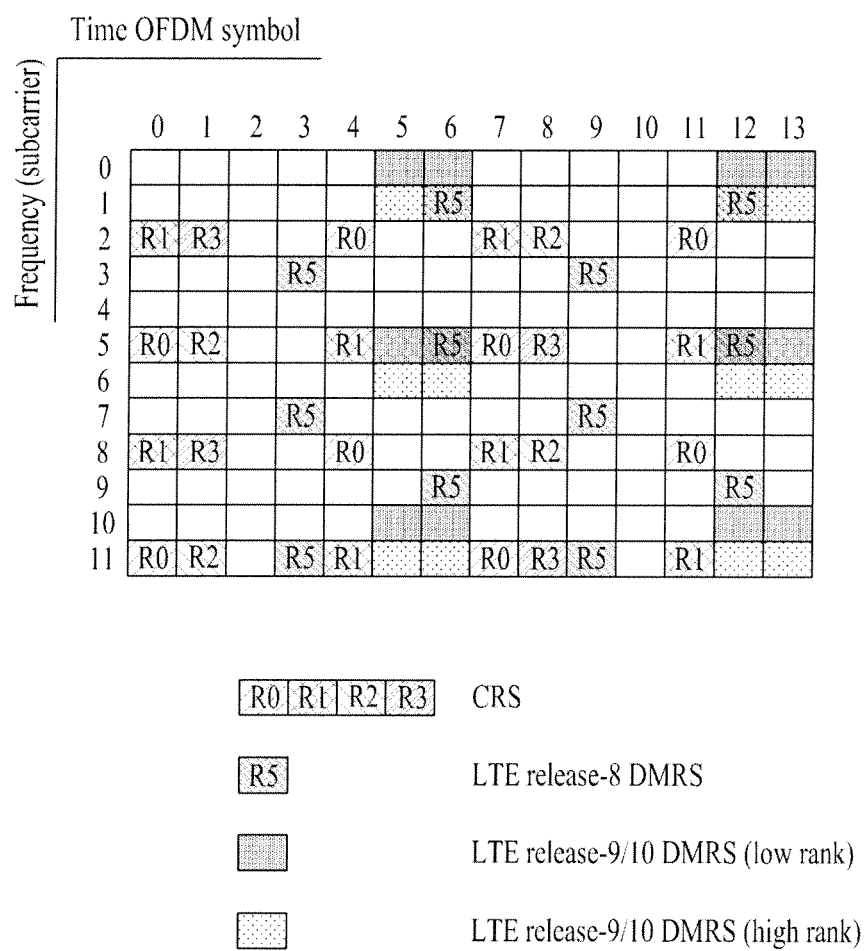 Time OFDM symbol
Frequency (subcarrier)
0 1 2 3 4 5 6 7 8 9 10 11 12 13
0
1 R5 R5
2 R1 R3 R0 R1 R2 R0
3 R5 R5
4
5 R0 R2 R1 R5 R0 R3 R1 R5
6
7 R5 R5
8 R1 R3 R0 R1 R2 R0
9 R5 R5
10
11 R0 R2 R5 R1 R0 R3 R5 R1
R0 R1 R2 R3 CRS
R5 LTE release-8 DMRS
LTE release-9/10 DMRS (low rank)
LTE release-9/10 DMRS (high rank)